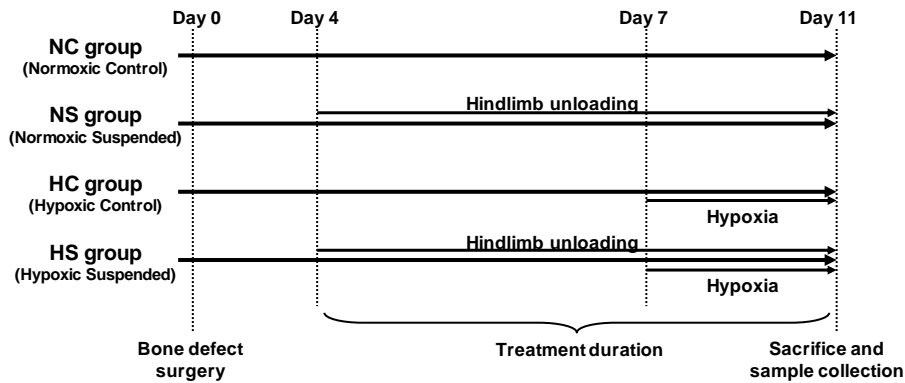 Day 0 Day 4 Day 7 Day 11
NC group
(Normoxic Control)
Hindlimb unloading
NS group
(Normoxic Suspended)
HC group
(Hypoxic Control)
Hypoxia
Hindlimb unloading
HS group
(Hypoxic Suspended)
Hypoxia
Bone defect
surgery
Treatment duration
Sacrifice and
sample collection